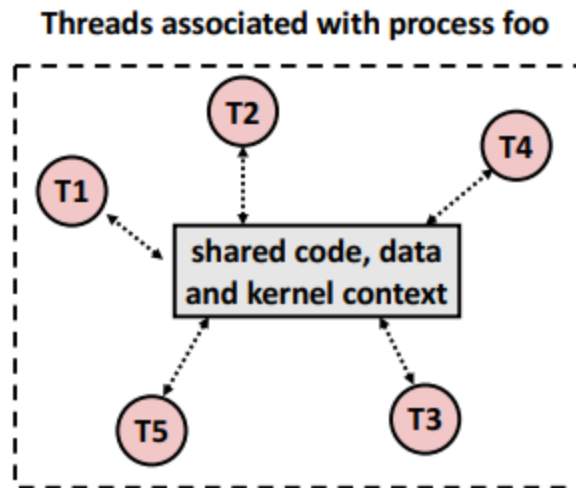 Threads associated with process foo
T2
T4
T1
shared code, data
and kernel context
T5
T3